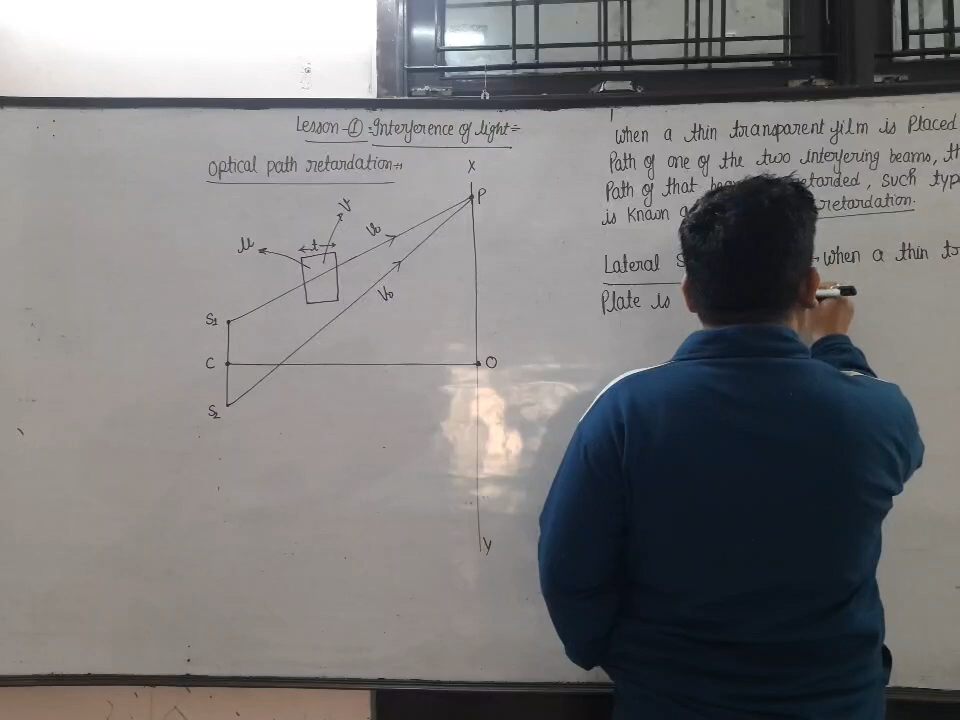 Lesson-① :- Interference of light:-
Optical path retardation→
X
P
V
V₀
μ
←t→
V₀
S₁
C
O
S₂
Y
When a thin transparent film is Placed
Path of one of the two interfering beams, th
Path of that retarded, such typ
is Known retardation.
Lateral when a thin tr
Plate is